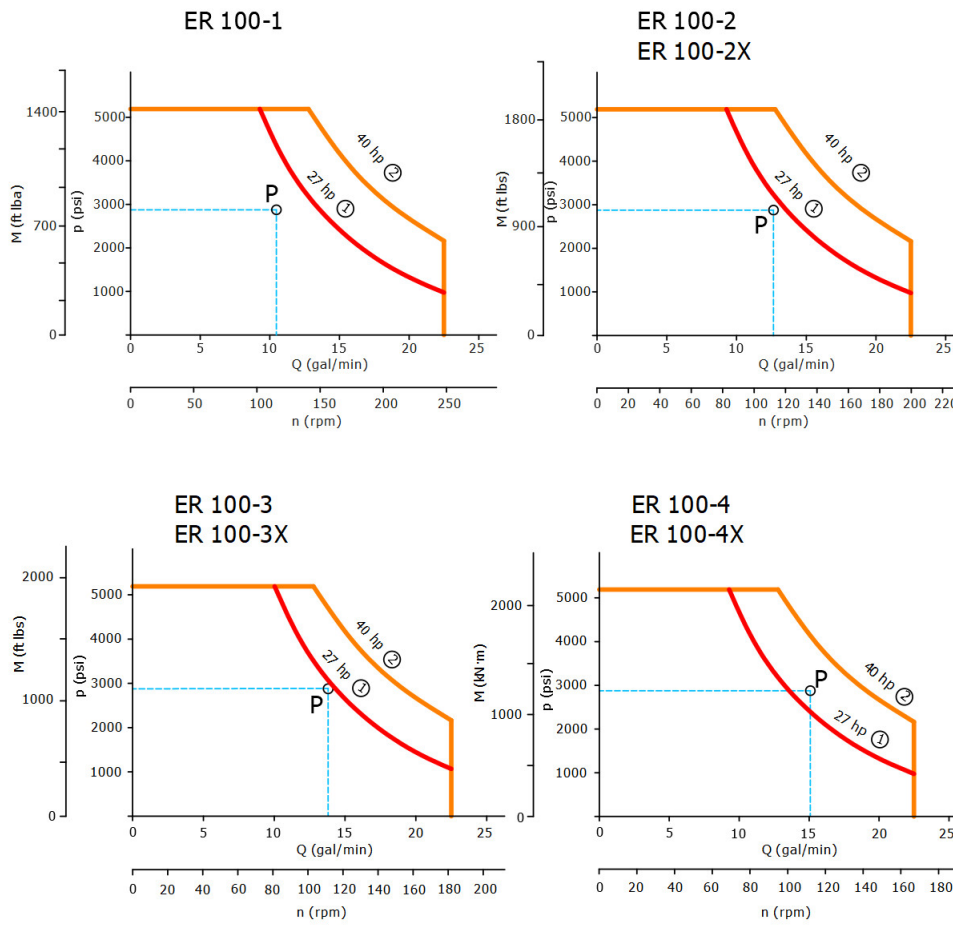 ER 100-1
1400
700
0
M (ft lba)
5000
4000
3000
2000
1000
p (psi)
P
40 hp 2
27 hp 1
0 5 10 15 20 25
Q (gal/min)
0 50 100 150 200 250
n (rpm)
ER 100-2
ER 100-2X
1800
900
0
M (ft lbs)
5000
4000
3000
2000
1000
p (psi)
P
40 hp 2
27 hp 1
0 5 10 15 20 25
Q (gal/min)
0 20 40 60 80 100 120 140 160 180 200 220
n (rpm)
ER 100-3
ER 100-3X
2000
1000
0
M (ft lbs)
5000
4000
3000
2000
1000
p (psi)
P
40 hp 2
27 hp 1
0 5 10 15 20 25
Q (gal/min)
0 20 40 60 80 100 120 140 160 180 200
n (rpm)
ER 100-4
ER 100-4X
2000
1000
0
M (kN·m)
5000
4000
3000
2000
1000
p (psi)
P
40 hp 2
27 hp 1
0 5 10 15 20 25
Q (gal/min)
0 20 40 60 80 100 120 140 160 180
n (rpm)